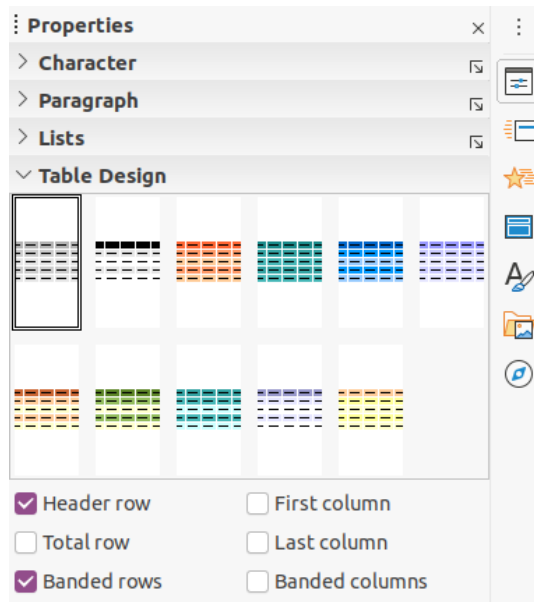 Properties
Character
Paragraph
Lists
Table Design
Header row
First column
Total row
Last column
Banded rows
Banded columns